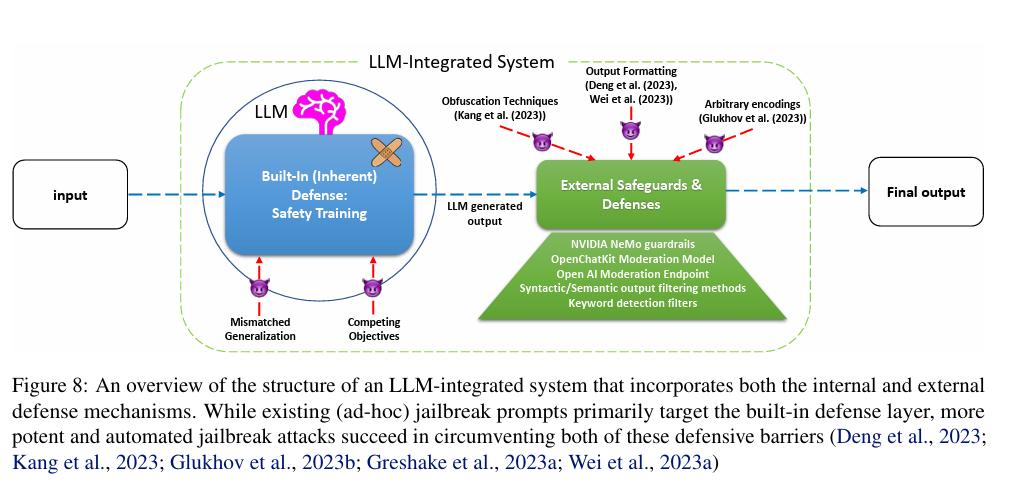 LLM-Integrated System
LLM
Built-In (Inherent)
Defense:
Safety Training
input
Mismatched
Generalization
Competing
Objectives
LLM generated
output
Obfuscation Techniques
(Kang et al. (2023))
Output Formatting
(Deng et al. (2023),
Wei et al. (2023))
Arbitrary encodings
(Glukhov et al. (2023))
External Safeguards &
Defenses
NVIDIA NeMo guardrails
OpenChatKit Moderation Model
Open AI Moderation Endpoint
Syntactic/Semantic output filtering methods
Keyword detection filters
Final output
Figure 8: An overview of the structure of an LLM-integrated system that incorporates both the internal and external
defense mechanisms. While existing (ad-hoc) jailbreak prompts primarily target the built-in defense layer, more
potent and automated jailbreak attacks succeed in circumventing both of these defensive barriers (Deng et al., 2023;
Kang et al., 2023; Glukhov et al., 2023b; Greshake et al., 2023a; Wei et al., 2023a)